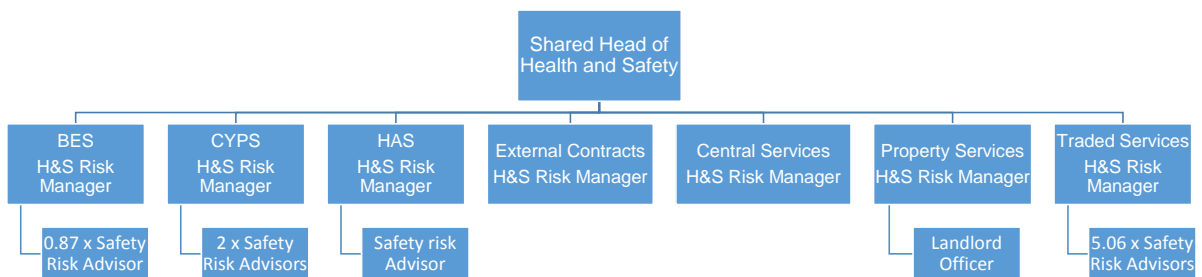 Shared Head of
Health and Safety
BES
H&S Risk
Manager
CYPS
H&S Risk
Manager
HAS
H&S Risk
Manager
External Contracts
H&S Risk Manager
Central Services
H&S Risk Manager
Property Services
H&S Risk Manager
Traded Services
H&S Risk
Manager
0.87 x Safety
Risk Advisor
2 x Safety
Risk Advisors
Safety risk
Advisor
Landlord
Officer
5.06 x Safety
Risk Advisors